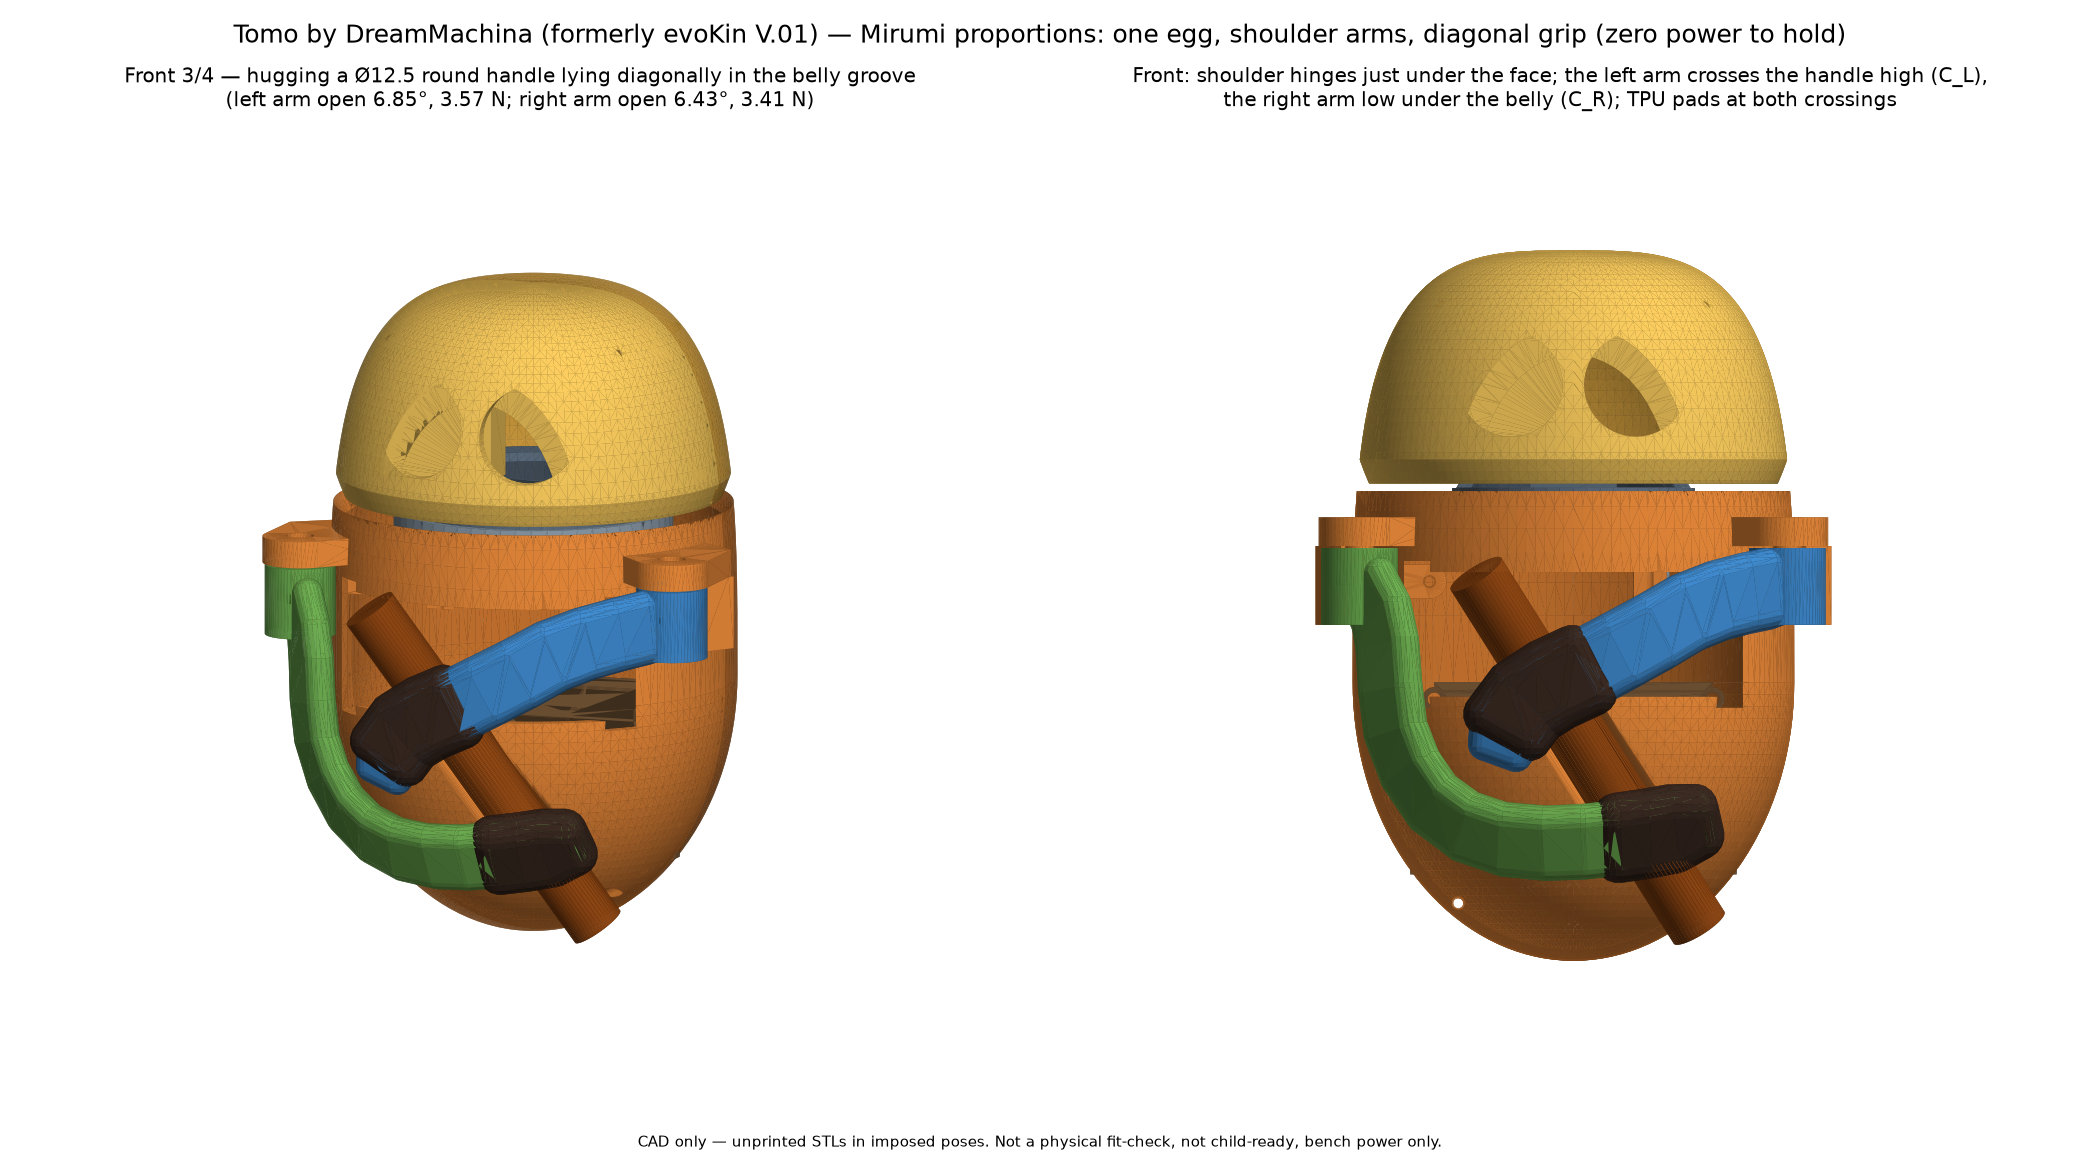 Tomo by DreamMachina (formerly evoKin V.01) — Mirumi proportions: one egg, shoulder arms, diagonal grip (zero power to hold)
Front 3/4 — hugging a Ø12.5 round handle lying diagonally in the belly groove
(left arm open 6.85°, 3.57 N; right arm open 6.43°, 3.41 N)
Front: shoulder hinges just under the face; the left arm crosses the handle high (C_L),
the right arm low under the belly (C_R); TPU pads at both crossings
CAD only — unprinted STLs in imposed poses. Not a physical fit-check, not child-ready, bench power only.